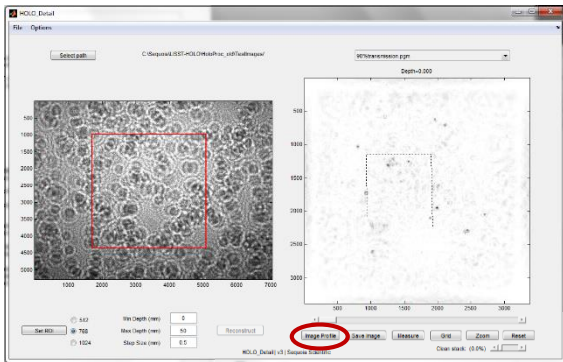 HOLO_Detail
File Options
Select path
C:\Sequoia\LISST-HOLO\HoloProc_old\TestImages\
90%transmission.pgm
Depth=0.000
500
1000
1500
2000
2500
3000
3500
4000
4500
5000
1000 2000 3000 4000 5000 6000 7000
500
1000
1500
2000
2500
3000
500 1000 1500 2000 2500 3000
Set ROI
512
768
1024
Min Depth (mm) 0
Max Depth (mm) 50
Step Size (mm) 0.5
Reconstruct
Image Profile Save Image Measure Grid Zoom Reset
Clean stack: (0.0%)
HOLO_Detail| v3 | Sequoia Scientific